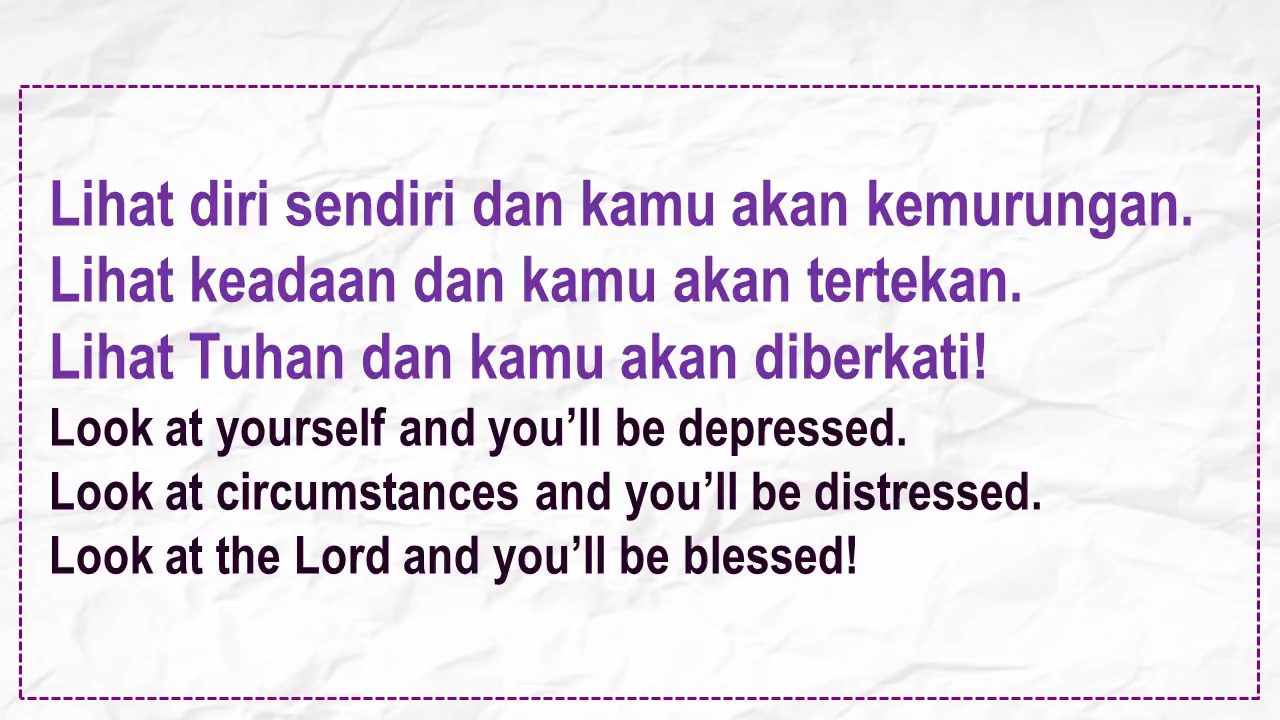 Lihat diri sendiri dan kamu akan kemurungan.
Lihat keadaan dan kamu akan tertekan.
Lihat Tuhan dan kamu akan diberkati!
Look at yourself and you’ll be depressed.
Look at circumstances and you’ll be distressed.
Look at the Lord and you’ll be blessed!